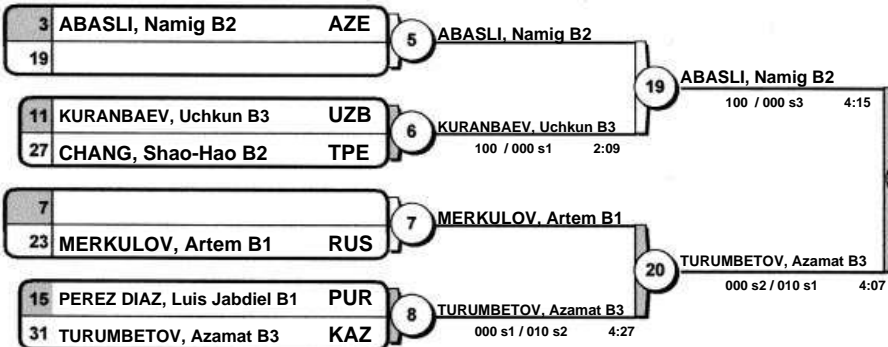 3 ABASLI, Namig B2 AZE
19
5 ABASLI, Namig B2
11 KURANBAEV, Uchkun B3 UZB
27 CHANG, Shao-Hao B2 TPE
6 KURANBAEV, Uchkun B3
100 / 000 s1 2:09
19 ABASLI, Namig B2
100 / 000 s3 4:15
7
23 MERKULOV, Artem B1 RUS
7 MERKULOV, Artem B1
15 PEREZ DIAZ, Luis Jabdiel B1 PUR
31 TURUMBETOV, Azamat B3 KAZ
8 TURUMBETOV, Azamat B3
000 s1 / 010 s2 4:27
20 TURUMBETOV, Azamat B3
000 s2 / 010 s1 4:07